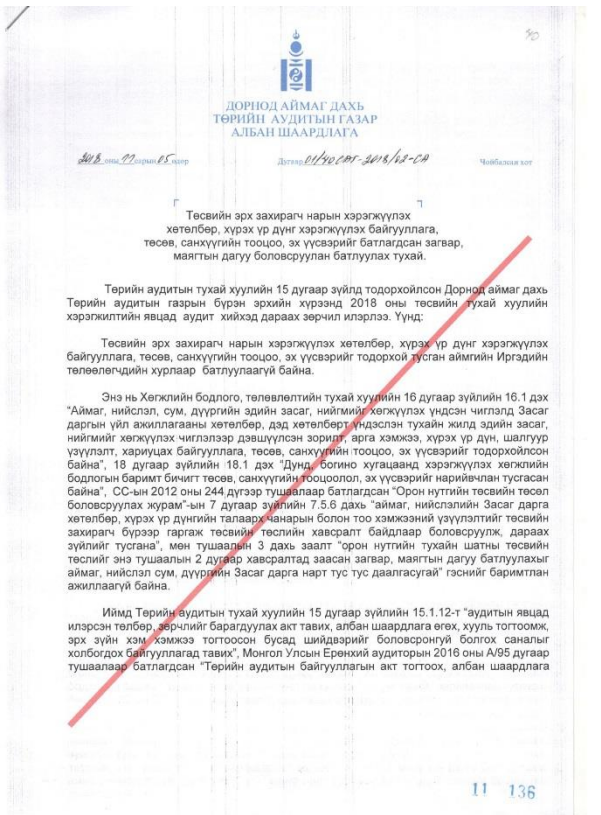 40
ДОРНОД АЙМАГ ДАХЬ
ТӨРИЙН АУДИТЫН ГАЗАР
АЛБАН ШААРДЛАГА
2018 оны 11 сарын 05 өдөр Дугаар 01/40 САГ-2018/02-СА Чойбалсан хот
Төсвийн эрх захирагч нарын хэрэгжүүлэх
хөтөлбөр, хүрэх үр дүнг хэрэгжүүлэх байгууллага,
төсөв, санхүүгийн тооцоо, эх үүсвэрийг батлагдсан загвар,
маягтын дагуу боловсруулан батлуулах тухай.
Төрийн аудитын тухай хуулийн 15 дугаар зүйлд тодорхойлсон Дорнод аймаг дахь
Төрийн аудитын газрын бүрэн эрхийн хүрээнд 2018 оны төсвийн тухай хуулийн
хэрэгжилтийн явцад аудит хийхэд дараах зөрчил илэрлээ. Үүнд:
Төсвийн эрх захирагч нарын хэрэгжүүлэх хөтөлбөр, хүрэх үр дүнг хэрэгжүүлэх
байгууллага, төсөв, санхүүгийн тооцоо, эх үүсвэрийг тодорхой тусган аймгийн Иргэдийн
төлөөлөгчдийн хурлаар батлуулаагүй байна.
Энэ нь Хөгжлийн бодлого, төлөвлөлтийн тухай хуулийн 16 дугаар зүйлийн 16.1 дэх
"Аймаг, нийслэл, сум, дүүргийн эдийн засаг, нийгмийг хөгжүүлэх үндсэн чиглэлд Засаг
даргын үйл ажиллагааны хөтөлбөр, дэд хөтөлбөрт үндэслэн тухайн жилд эдийн засаг,
нийгмийг хөгжүүлэх чиглэлээр дэвшүүлсэн зорилт, арга хэмжээ, хүрэх үр дүн, шалгуур
үзүүлэлт, хариуцах байгууллага, төсөв, санхүүгийн тооцоо, эх үүсвэрийг тодорхойлсон
байна", 18 дугаар зүйлийн 18.1 дэх "Дунд, богино хугацаанд хэрэгжүүлэх хөгжлийн
бодлогын баримт бичигт төсөв, санхүүгийн тооцоолол, эх үүсвэрийг нарийвчлан тусгасан
байна", СС-ын 2012 оны 244 дүгээр тушаалаар батлагдсан "Орон нутгийн төсвийн төсөл
боловсруулах журам"-ын 7 дугаар зүйлийн 7.5.6 дахь "аймаг, нийслэлийн Засаг дарга
хөтөлбөр, хүрэх үр дүнгийн талаарх чанарын болон тоо хэмжээний үзүүлэлтийг төсвийн
захирагч бүрээр гаргаж төсвийн төслийн хавсралт байдлаар боловсруулж, дараах
зүйлийг тусгана", мөн тушаалын 3 дахь заалт "орон нутгийн тухайн шатны төсвийн
төслийг энэ тушаалын 2 дугаар хавсралтад заасан загвар, маягтын дагуу батлуулахыг
аймаг, нийслэл сум, дүүргийн Засаг дарга нарт тус тус даалгасугай" гэснийг баримтлан
ажиллаагүй байна.
Иймд Төрийн аудитын тухай хуулийн 15 дугаар зүйлийн 15.1.12-т "аудитын явцад
илэрсэн төлбөр, зөрчлийг барагдуулах акт тавих, албан шаардлага өгөх, хууль тогтоомж,
эрх зүйн хэм хэмжээ тогтоосон бусад шийдвэрийг боловсронгуй болгох саналыг
холбогдох байгууллагад тавих", Монгол Улсын Ерөнхий аудиторын 2016 оны А/95 дугаар
тушаалаар батлагдсан "Төрийн аудитын байгууллагын акт тогтоох, албан шаардлага
11 136